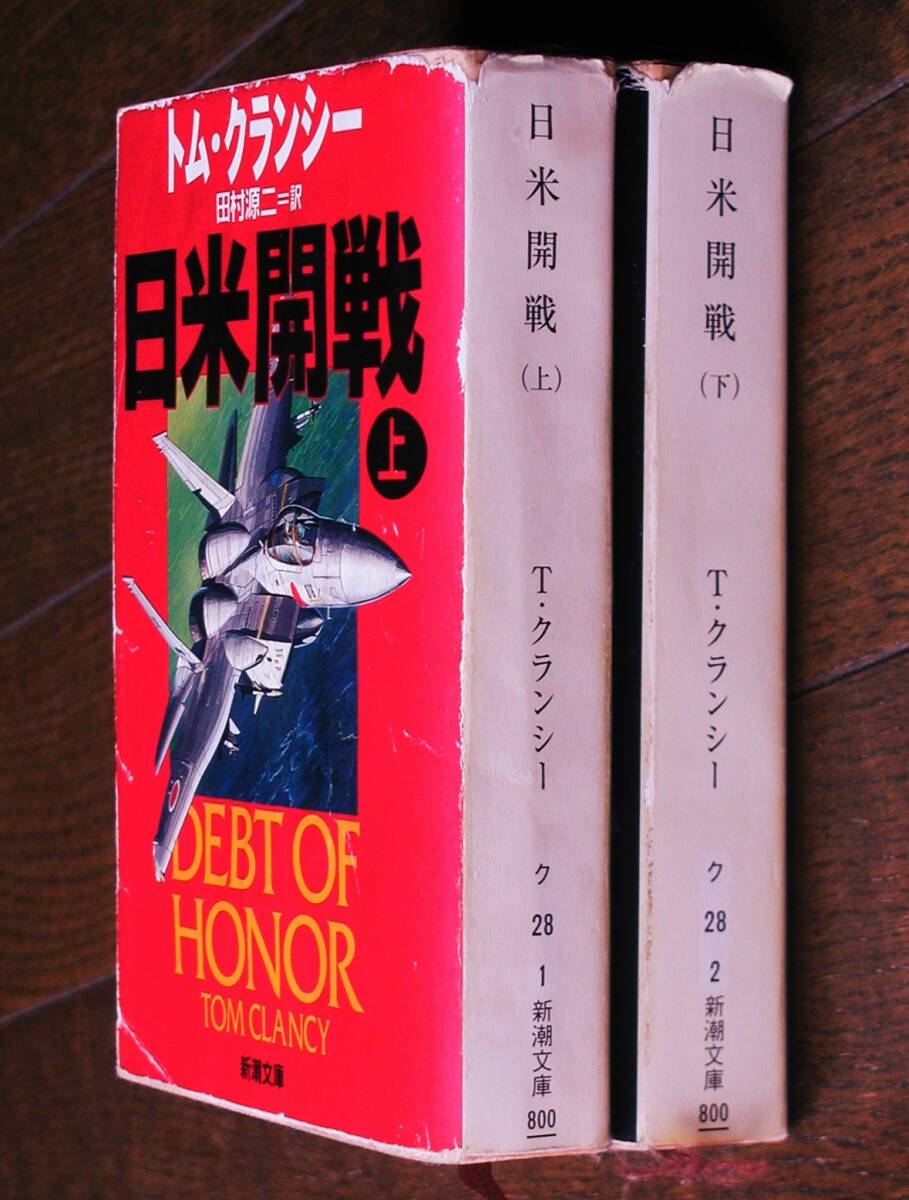 トム・クランシー
田村源二=訳
日米開戦
上
DEBT OF
HONOR
TOM CLANCY
新潮文庫
日米開戦(上)
T・クランシー
ク
28
1
新潮文庫
800
日米開戦(下)
T・クランシー
ク
28
2
新潮文庫
800